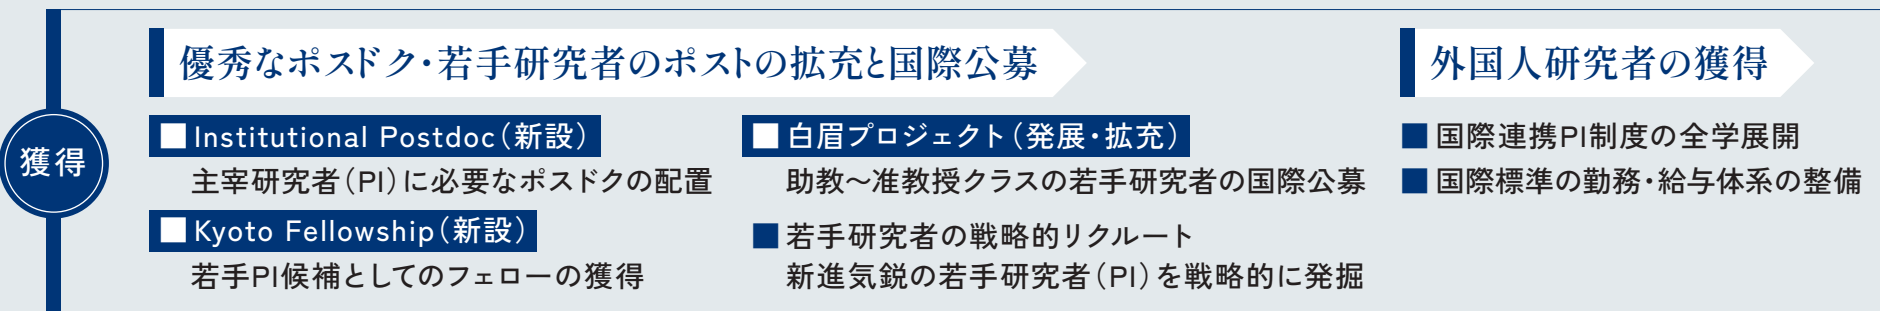 獲得
優秀なポスドク・若手研究者のポストの拡充と国際公募
■ Institutional Postdoc（新設）
主宰研究者（PI）に必要なポスドクの配置
■ Kyoto Fellowship（新設）
若手PI候補としてのフェローの獲得
■ 白眉プロジェクト（発展・拡充）
助教～准教授クラスの若手研究者の国際公募
■ 若手研究者の戦略的リクルート
新進気鋭の若手研究者（PI）を戦略的に発掘
外国人研究者の獲得
■ 国際連携PI制度の全学展開
■ 国際標準の勤務・給与体系の整備